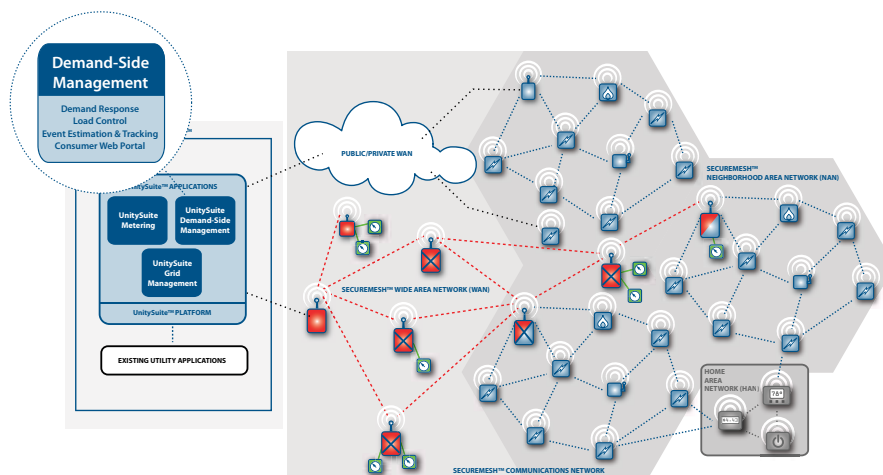 Demand-Side
Management
Demand Response
Load Control
Event Estimation & Tracking
Consumer Web Portal
UnitySuite™ APPLICATIONS
UnitySuite
Metering
UnitySuite
Demand-Side
Management
UnitySuite
Grid
Management
UnitySuite™ PLATFORM
EXISTING UTILITY APPLICATIONS
PUBLIC/PRIVATE WAN
SECUREMESH™
NEIGHBORHOOD AREA NETWORK (NAN)
SECUREMESH™ WIDE AREA NETWORK (WAN)
HOME
AREA
NETWORK (HAN)
78°
SECUREMESH™ COMMUNICATIONS NETWORK